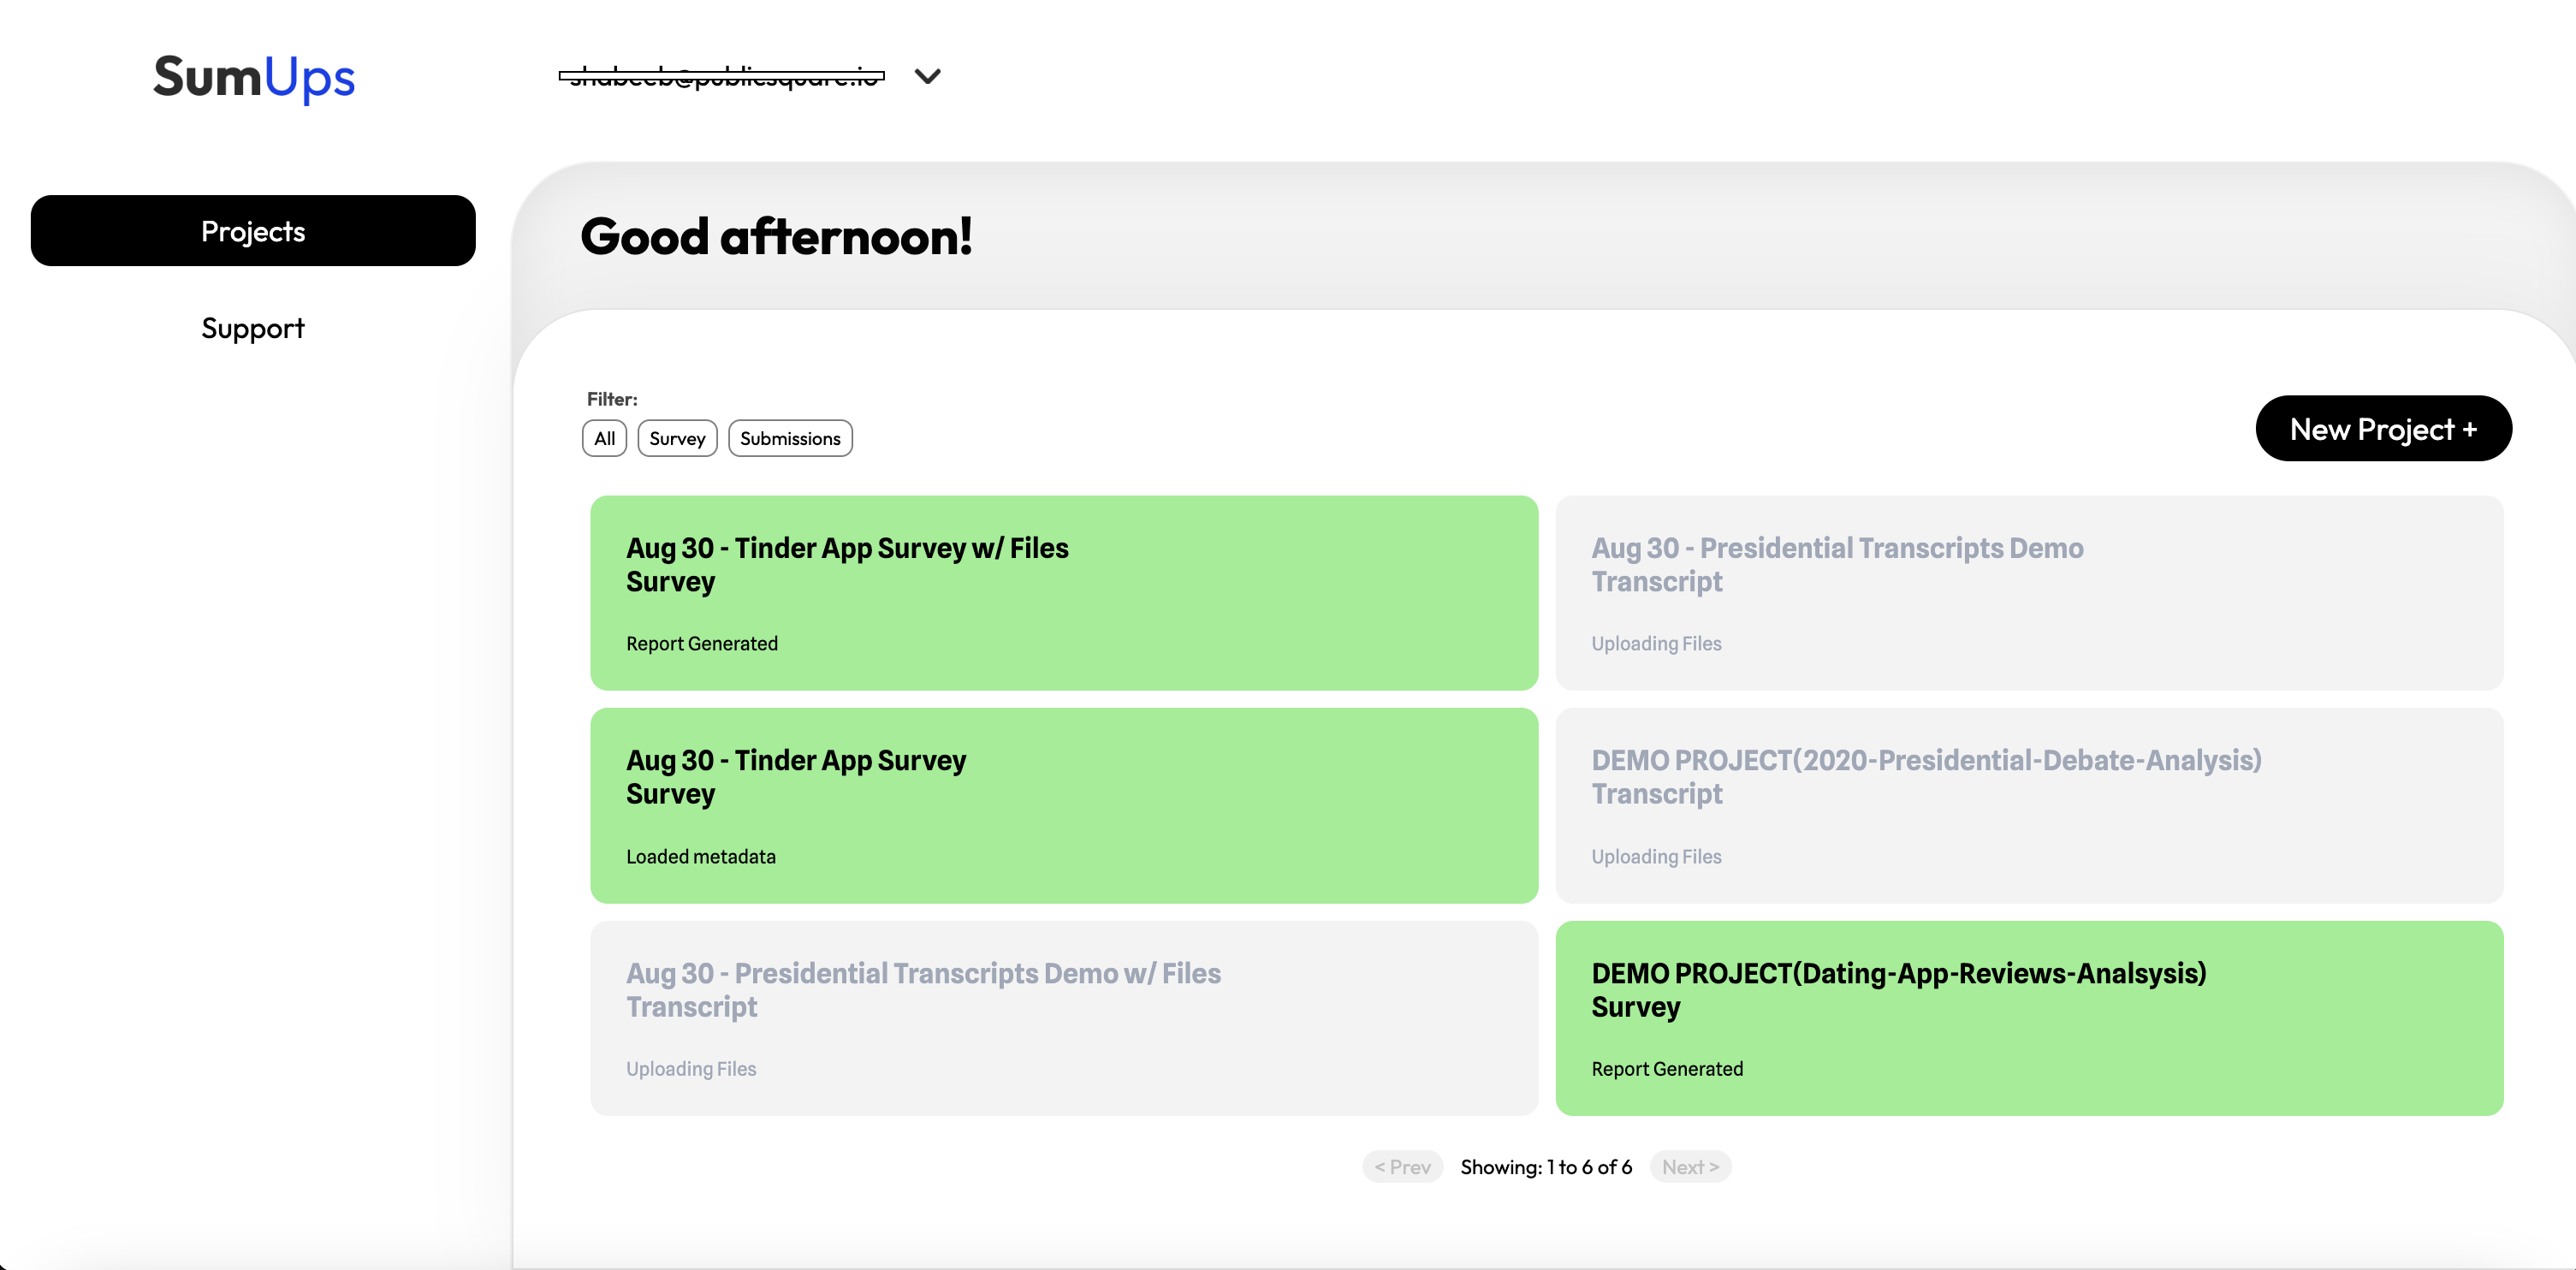 SumUps
shabeeb@publicsquare.io
Projects
Support
Good afternoon!
Filter:
All
Survey
Submissions
New Project +
Aug 30 - Tinder App Survey w/ Files
Survey
Report Generated
Aug 30 - Presidential Transcripts Demo
Transcript
Uploading Files
Aug 30 - Tinder App Survey
Survey
Loaded metadata
DEMO PROJECT(2020-Presidential-Debate-Analysis)
Transcript
Uploading Files
Aug 30 - Presidential Transcripts Demo w/ Files
Transcript
Uploading Files
DEMO PROJECT(Dating-App-Reviews-Analsysis)
Survey
Report Generated
< Prev
Showing: 1 to 6 of 6
Next >